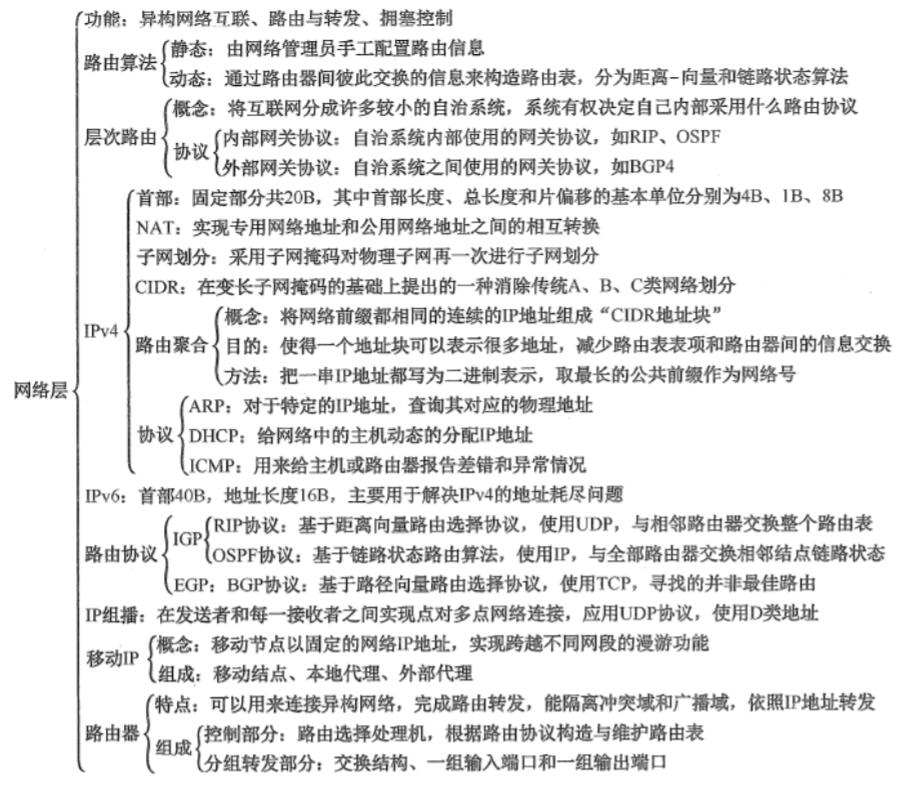 功能：异构网络互联、路由与转发、拥塞控制
路由算法
静态：由网络管理员手工配置路由信息
动态：通过路由器间彼此交换的信息来构造路由表，分为距离-向量和链路状态算法
层次路由
概念：将互联网分成许多较小的自治系统，系统有权决定自己内部采用什么路由协议
协议
内部网关协议：自治系统内部使用的网关协议，如RIP、OSPF
外部网关协议：自治系统之间使用的网关协议，如BGP4
IPv4
首部：固定部分共20B，其中首部长度、总长度和片偏移的基本单位分别为4B、1B、8B
NAT：实现专用网络地址和公用网络地址之间的相互转换
子网划分：采用子网掩码对物理子网再一次进行子网划分
CIDR：在变长子网掩码的基础上提出的一种消除传统A、B、C类网络划分
路由聚合
概念：将网络前缀都相同的连续的IP地址组成“CIDR地址块”
目的：使得一个地址块可以表示很多地址，减少路由表表项和路由器间的信息交换
方法：把一串IP地址都写为二进制表示，取最长的公共前缀作为网络号
网络层
协议
ARP：对于特定的IP地址，查询其对应的物理地址
DHCP：给网络中的主机动态的分配IP地址
ICMP：用来给主机或路由器报告差错和异常情况
IPv6：首部40B，地址长度16B，主要用于解决IPv4的地址耗尽问题
路由协议
IGP
RIP协议：基于距离向量路由选择协议，使用UDP，与相邻路由器交换整个路由表
OSPF协议：基于链路状态路由算法，使用IP，与全部路由器交换相邻结点链路状态
EGP：BGP协议：基于路径向量路由选择协议，使用TCP，寻找的并非最佳路由
IP组播：在发送者和每一接收者之间实现点对多点网络连接，应用UDP协议，使用D类地址
移动IP
概念：移动节点以固定的网络IP地址，实现跨越不同网段的漫游功能
组成：移动结点、本地代理、外部代理
路由器
特点：可以用来连接异构网络，完成路由转发，能隔离冲突域和广播域，依照IP地址转发
组成
控制部分：路由选择处理机，根据路由协议构造与维护路由表
分组转发部分：交换结构、一组输入端口和一组输出端口